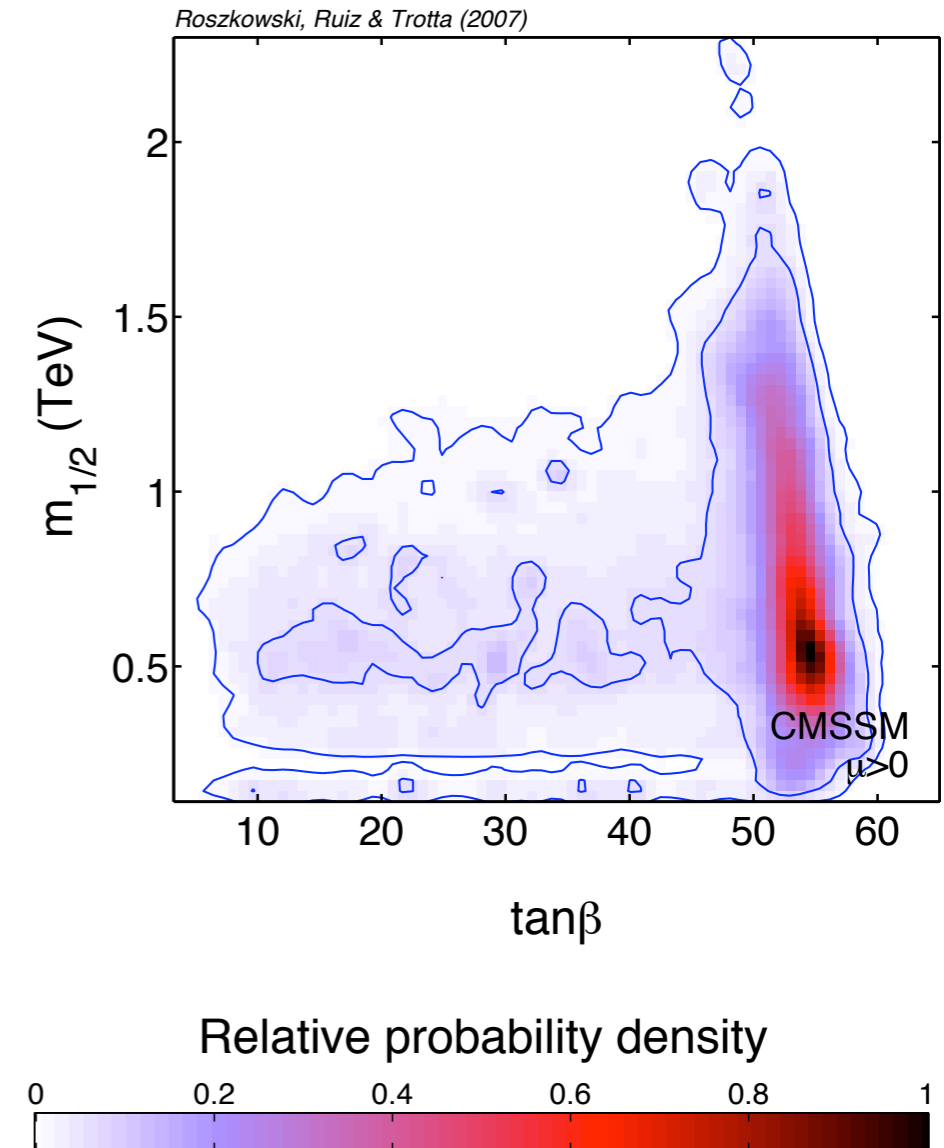 Roszkowski, Ruiz & Trotta (2007)
2
1.5
1
0.5
m 1/2 (TeV)
CMSSM
μ>0
10 20 30 40 50 60
tanβ
Relative probability density
0 0.2 0.4 0.6 0.8 1